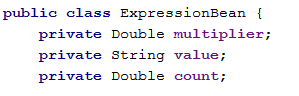 public class ExpressionBean {
    private Double multiplier;
    private String value;
    private Double count;